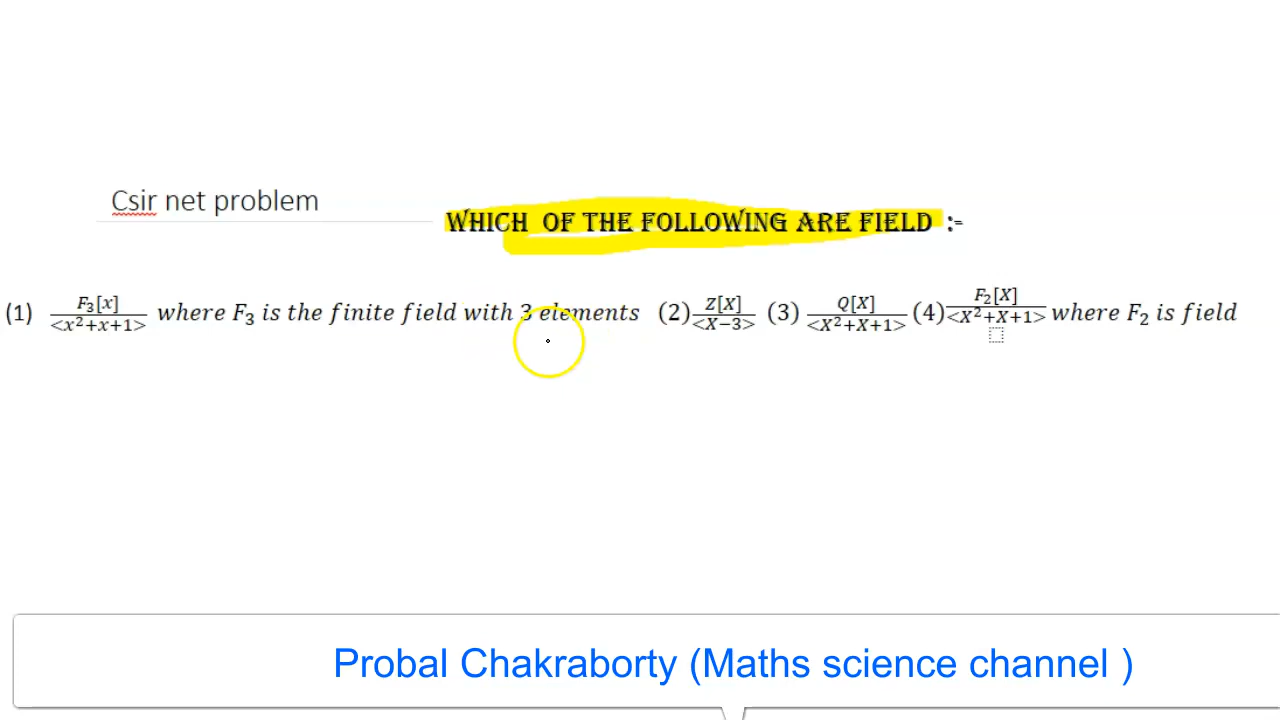 Csir net problem
WHICH OF THE FOLLOWING ARE FIELD :-
(1) F₃[x]/<x²+x+1> where F₃ is the finite field with 3 elements (2) Z[X]/<X−3> (3) Q[X]/<X²+X+1> (4) F₂[X]/<X²+X+1> where F₂ is field
Probal Chakraborty (Maths science channel )